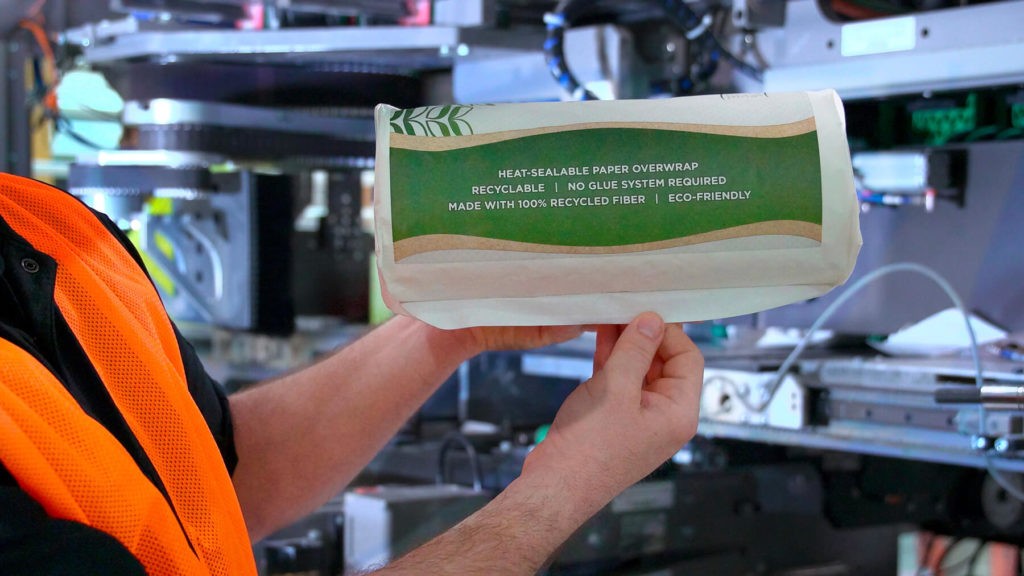 HEAT-SEALABLE PAPER OVERWRAP
RECYCLABLE | NO GLUE SYSTEM REQUIRED
MADE WITH 100% RECYCLED FIBER | ECO-FRIENDLY